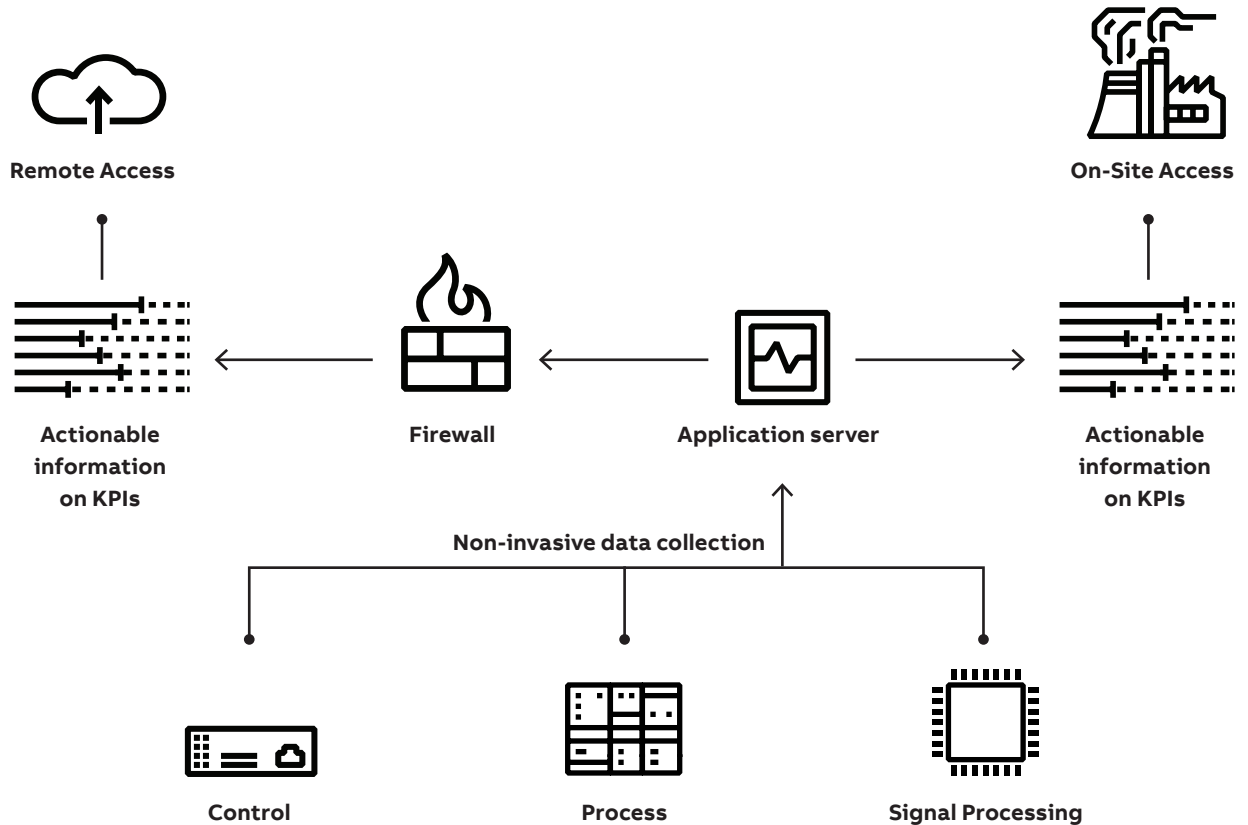 Remote Access
On-Site Access
Actionable
information
on KPIs
Firewall
Application server
Actionable
information
on KPIs
Non-invasive data collection
Control
Process
Signal Processing